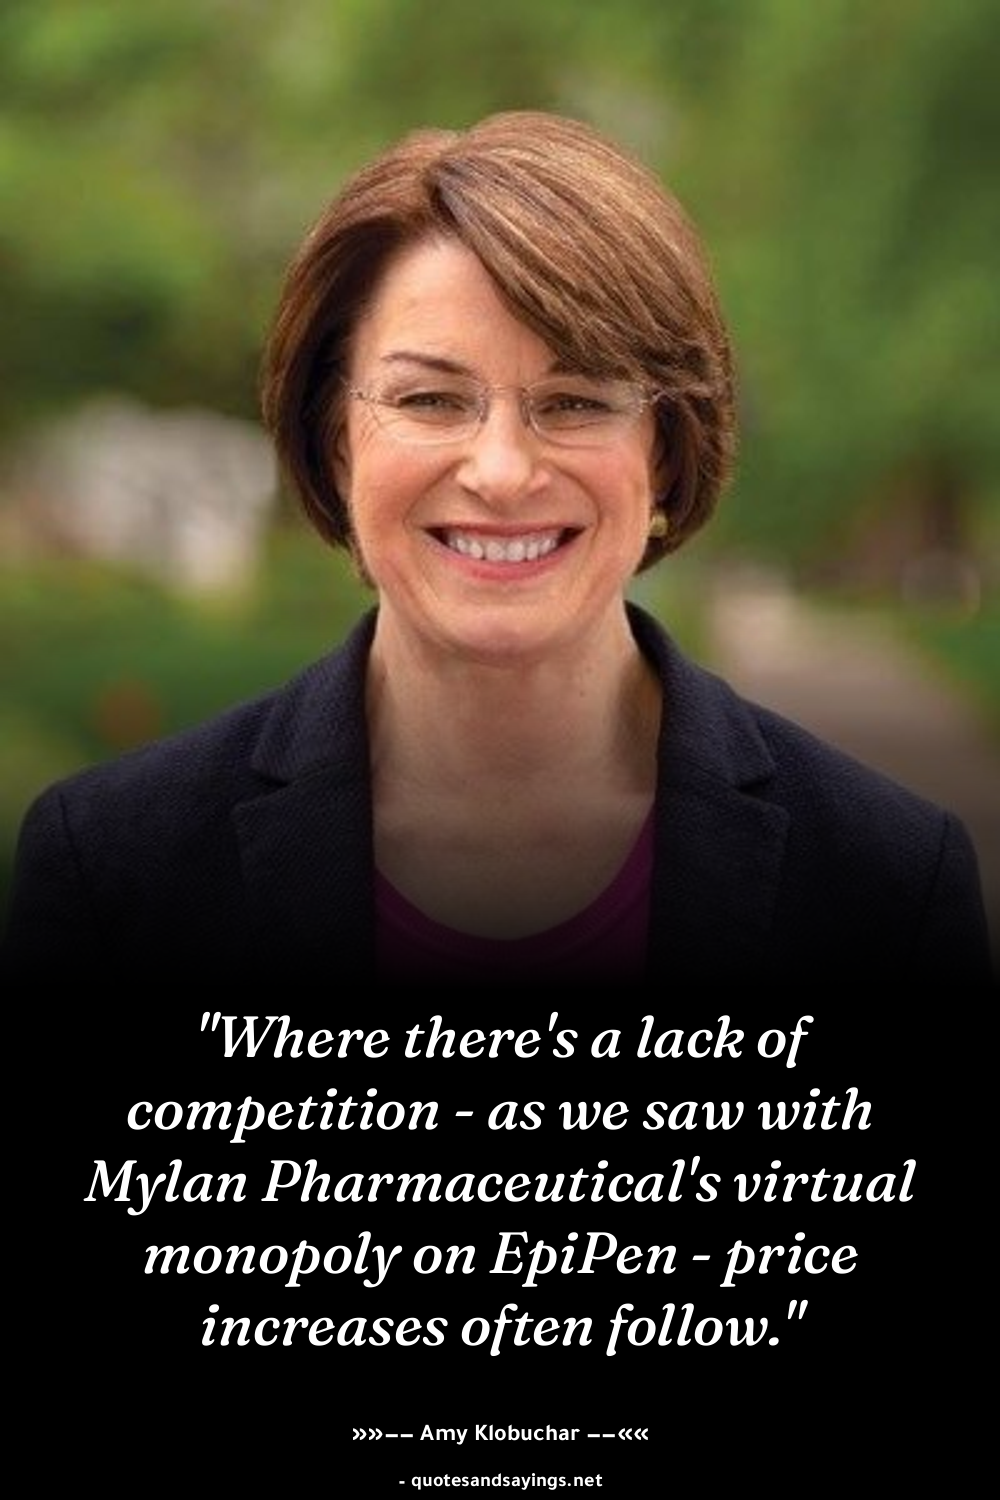 "Where there's a lack of
competition - as we saw with
Mylan Pharmaceutical's virtual
monopoly on EpiPen - price
increases often follow."
»»—— Amy Klobuchar ——««
- quotesandsayings.net